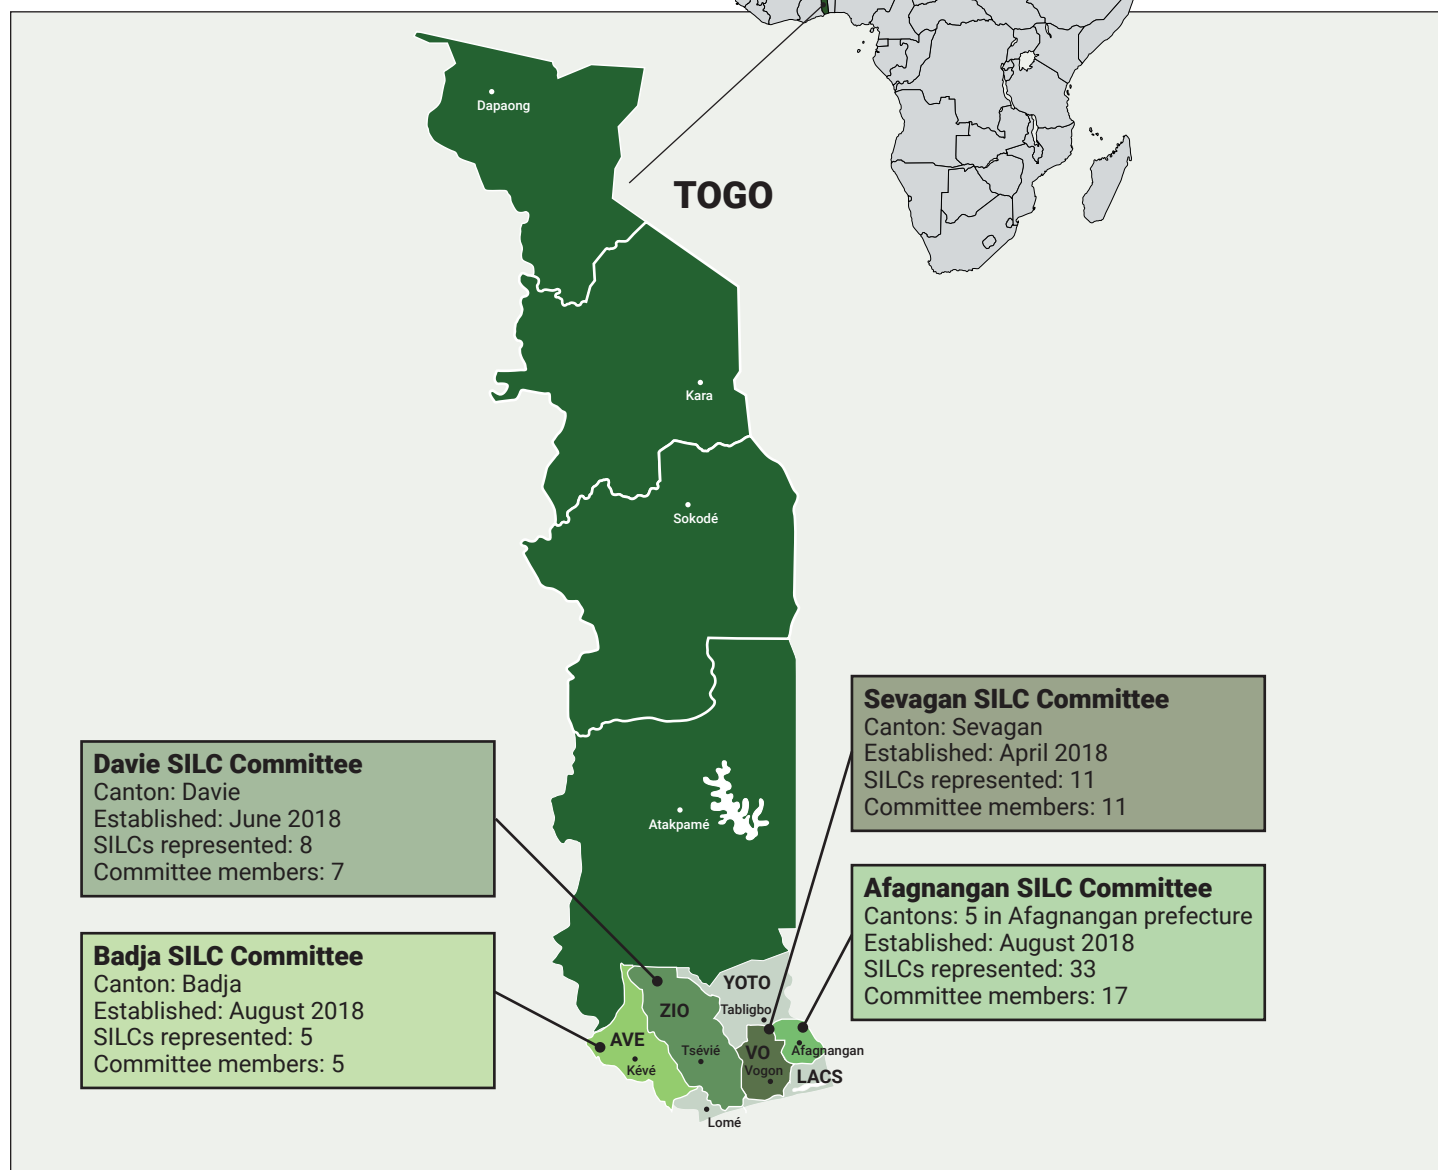 Dapaong
TOGO
Kara
Sokodé
Atakpamé
Sevagan SILC Committee
Canton: Sevagan
Established: April 2018
SILCs represented: 11
Committee members: 11
Davie SILC Committee
Canton: Davie
Established: June 2018
SILCs represented: 8
Committee members: 7
Afagnangan SILC Committee
Cantons: 5 in Afagnangan prefecture
Established: August 2018
SILCs represented: 33
Committee members: 17
Badja SILC Committee
Canton: Badja
Established: August 2018
SILCs represented: 5
Committee members: 5
YOTO
Tabligbo
ZIO
AVE
Kévé
Tsévié
VO
Vogon
Afagnangan
LACS
Lomé